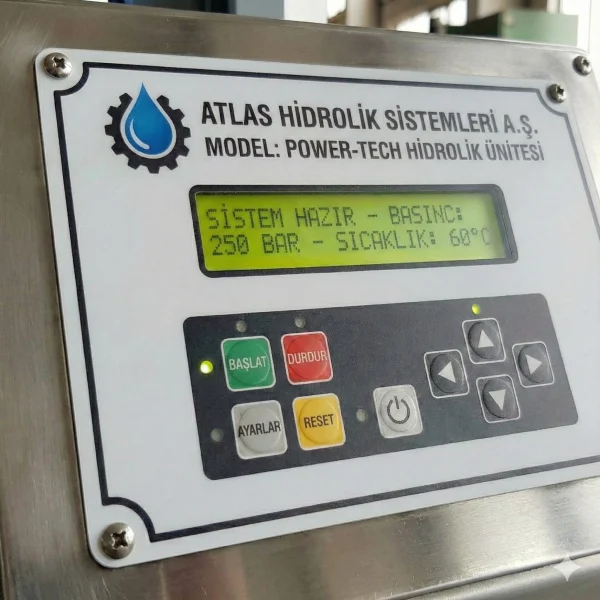 ATLAS HİDROLİK SİSTEMLERİ A.Ş.
MODEL: POWER-TECH HİDROLİK ÜNİTESİ
SİSTEM HAZIR - BASINC:
250 BAR - SICAKLIK: 60°C
BAŞLAT
DURDUR
AYARLAR
RESET